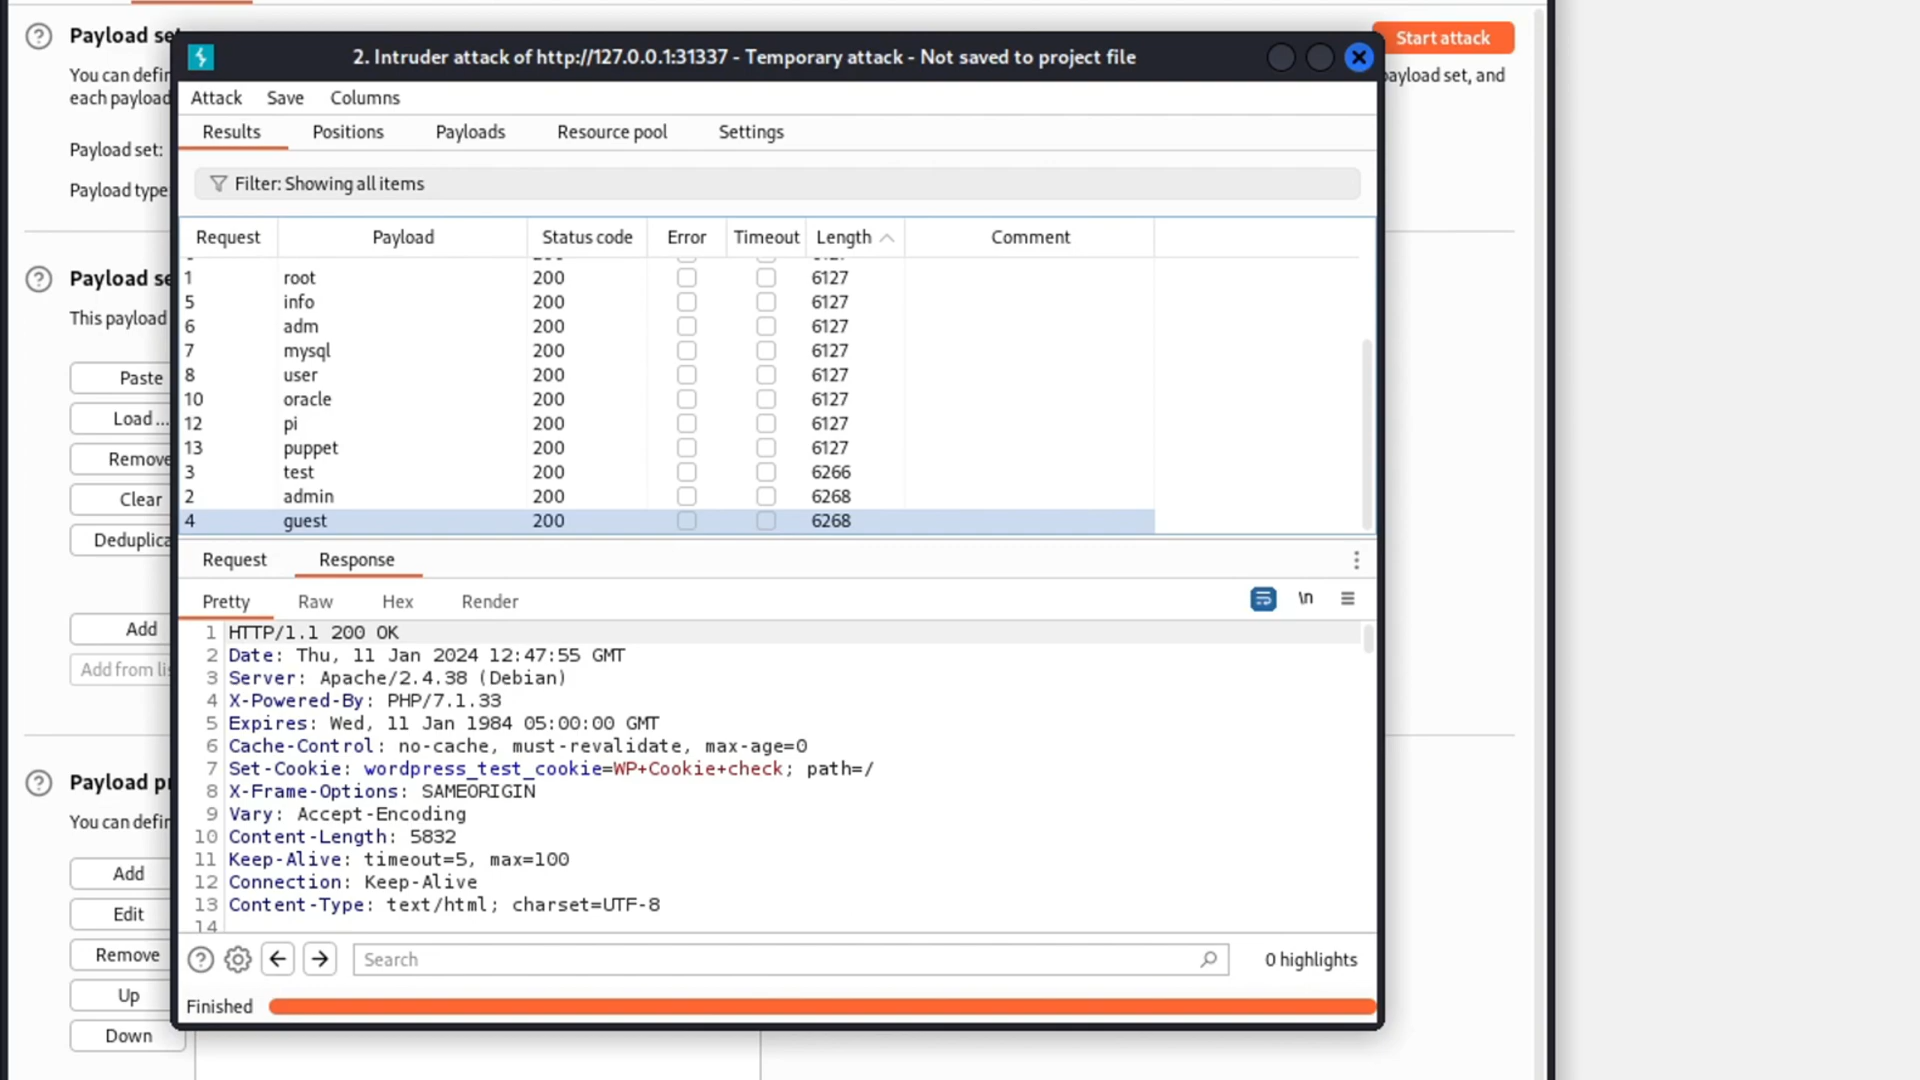 Payload se
You can defin
each payload
Payload set:
Payload type
Start attack
payload set, and
Payload se
This payload
Paste
Load ...
Remove
Clear
Deduplica
Add
Add from lis
Payload pr
You can defin
Add
Edit
Remove
Up
Down
2. Intruder attack of http://127.0.0.1:31337 - Temporary attack - Not saved to project file
Attack Save Columns
Results Positions Payloads Resource pool Settings
Filter: Showing all items
Request Payload Status code Error Timeout Length Comment
1 root 200 6127
5 info 200 6127
6 adm 200 6127
7 mysql 200 6127
8 user 200 6127
10 oracle 200 6127
12 pi 200 6127
13 puppet 200 6127
3 test 200 6266
2 admin 200 6268
4 guest 200 6268
Request Response
Pretty Raw Hex Render \n
1 HTTP/1.1 200 OK
2 Date: Thu, 11 Jan 2024 12:47:55 GMT
3 Server: Apache/2.4.38 (Debian)
4 X-Powered-By: PHP/7.1.33
5 Expires: Wed, 11 Jan 1984 05:00:00 GMT
6 Cache-Control: no-cache, must-revalidate, max-age=0
7 Set-Cookie: wordpress_test_cookie=WP+Cookie+check; path=/
8 X-Frame-Options: SAMEORIGIN
9 Vary: Accept-Encoding
10 Content-Length: 5832
11 Keep-Alive: timeout=5, max=100
12 Connection: Keep-Alive
13 Content-Type: text/html; charset=UTF-8
14
Search 0 highlights
Finished